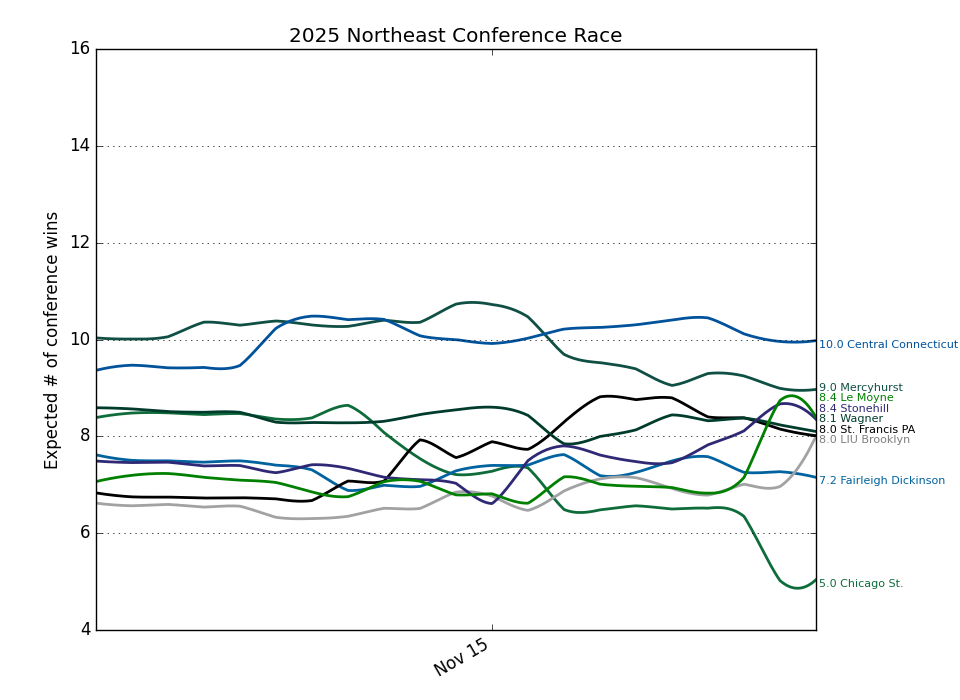 2025 Northeast Conference Race
Expected # of conference wins
16
14
12
10
8
6
4
Nov 15
10.0 Central Connecticut
9.0 Mercyhurst
8.4 Le Moyne
8.4 Stonehill
8.1 Wagner
8.0 St. Francis PA
8.0 LIU Brooklyn
7.2 Fairleigh Dickinson
5.0 Chicago St.